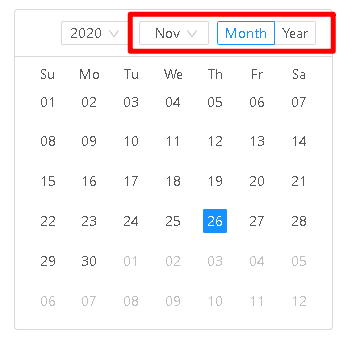 2020 Nov Month Year
Su Mo Tu We Th Fr Sa
01 02 03 04 05 06 07
08 09 10 11 12 13 14
15 16 17 18 19 20 21
22 23 24 25 26 27 28
29 30 01 02 03 04 05
06 07 08 09 10 11 12